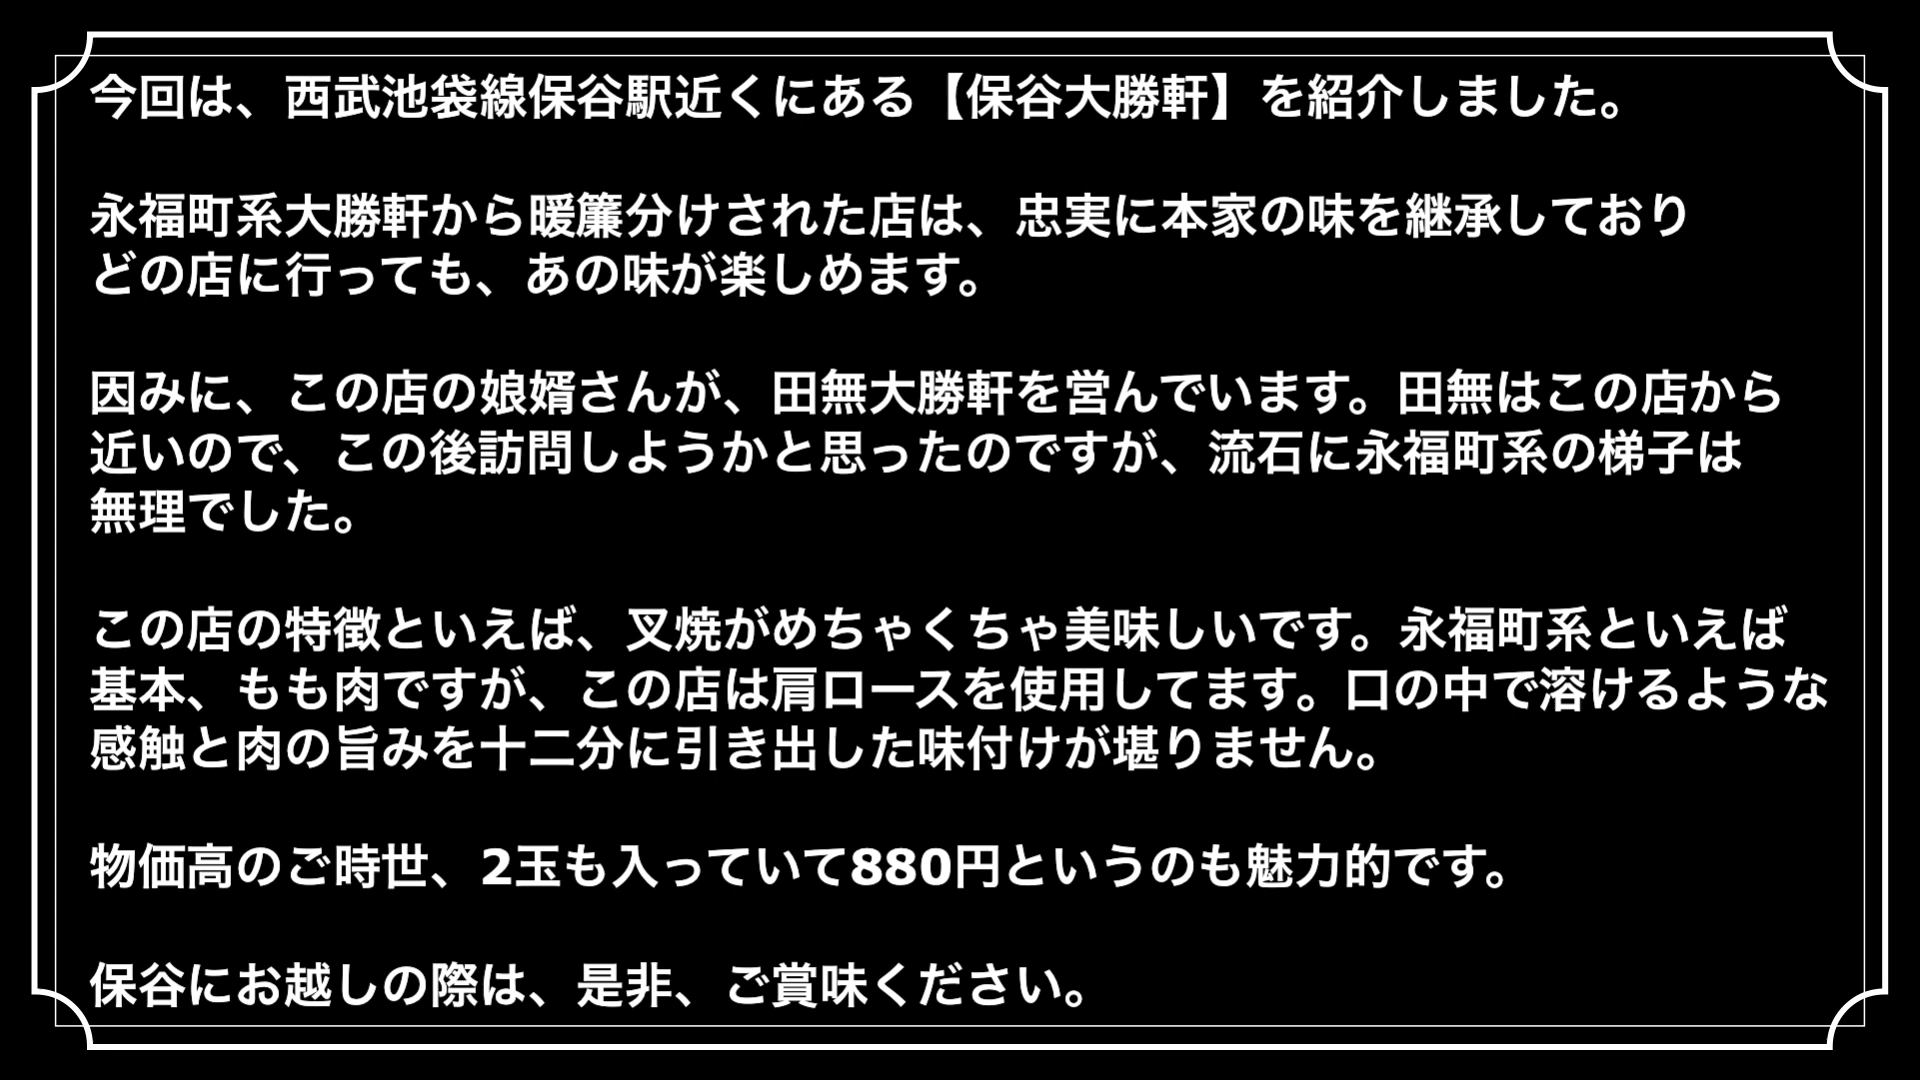 今回は、西武池袋線保谷駅近くにある【保谷大勝軒】を紹介しました。
永福町系大勝軒から暖簾分けされた店は、忠実に本家の味を継承しており
どの店に行っても、あの味が楽しめます。
因みに、この店の娘婿さんが、田無大勝軒を営んでいます。田無はこの店から
近いので、この後訪問しようかと思ったのですが、流石に永福町系の梯子は
無理でした。
この店の特徴といえば、叉焼がめちゃくちゃ美味しいです。永福町系といえば
基本、もも肉ですが、この店は肩ロースを使用してます。口の中で溶けるような
感触と肉の旨みを十二分に引き出した味付けが堪りません。
物価高のご時世、2玉も入っていて880円というのも魅力的です。
保谷にお越しの際は、是非、ご賞味ください。